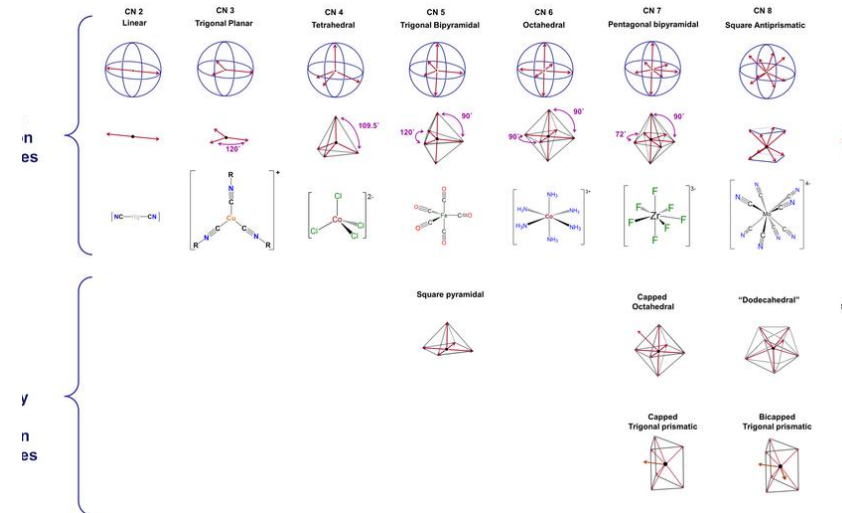 CN 2
Linear
CN 3
Trigonal Planar
CN 4
Tetrahedral
CN 5
Trigonal Bipyramidal
CN 6
Octahedral
CN 7
Pentagonal bipyramidal
CN 8
Square Antiprismatic
on
es
120°
109.5°
120°
90°
90°
90°
72°
90°
[NC Hg CN]
R
N
C
Cu
C
N
R
C
N
R
+
Cl
Co
Cl
Cl
Cl
2-
O
C
O C
Fe
C O
O C
C
O
NH₃
H₃N
NH₃
Co
H₃N
NH₃
NH₃
3+
F
F
F
Zr
F
F
F
F
3-
N
C
N
C
N
N
C
C
N
Mo
C
C
C
C
N
N
N
4-
Square pyramidal
Capped
Octahedral
“Dodecahedral”
y
n
es
Capped
Trigonal prismatic
Bicapped
Trigonal prismatic